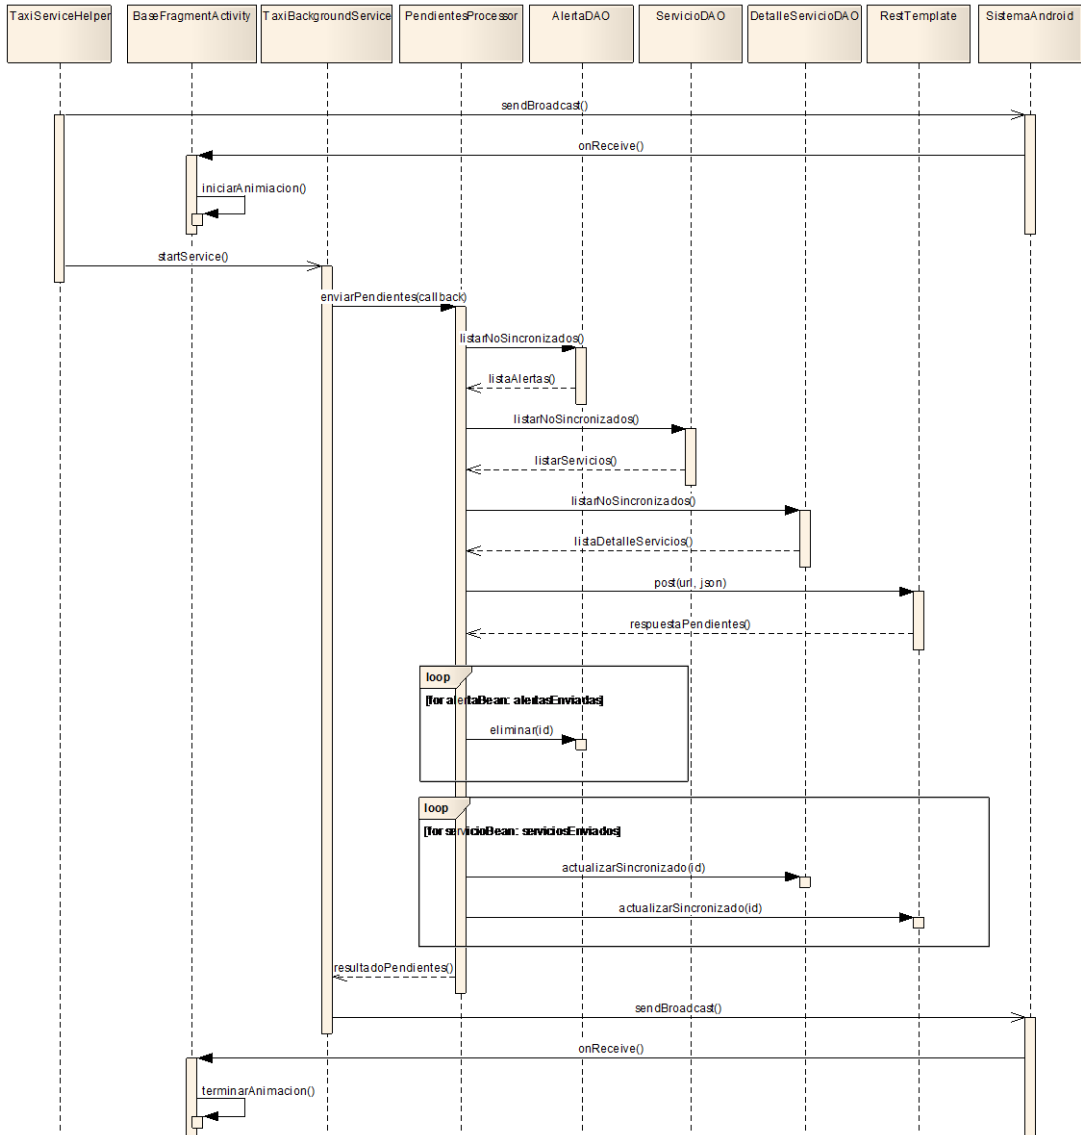 TaxiServiceHelper
BaseFragmentActivity
TaxiBackgroundService
PendientesProcessor
AlertaDAO
ServicioDAO
DetalleServicioDAO
RestTemplate
SistemaAndroid
sendBroadcast()
onReceive()
iniciarAnimiacion()
startService()
enviarPendientes(callback)
listarNoSincronizados()
listaAlertas()
listarNoSincronizados()
listarServicios()
listarNoSincronizados()
listaDetalleServicios()
post(url, json)
respuestaPendientes()
loop
[for alertaBean: alertasEnviadas]
eliminar(id)
loop
[for servicioBean: serviciosEnviados]
actualizarSincronizado(id)
actualizarSincronizado(id)
resultadoPendientes()
sendBroadcast()
onReceive()
terminarAnimacion()